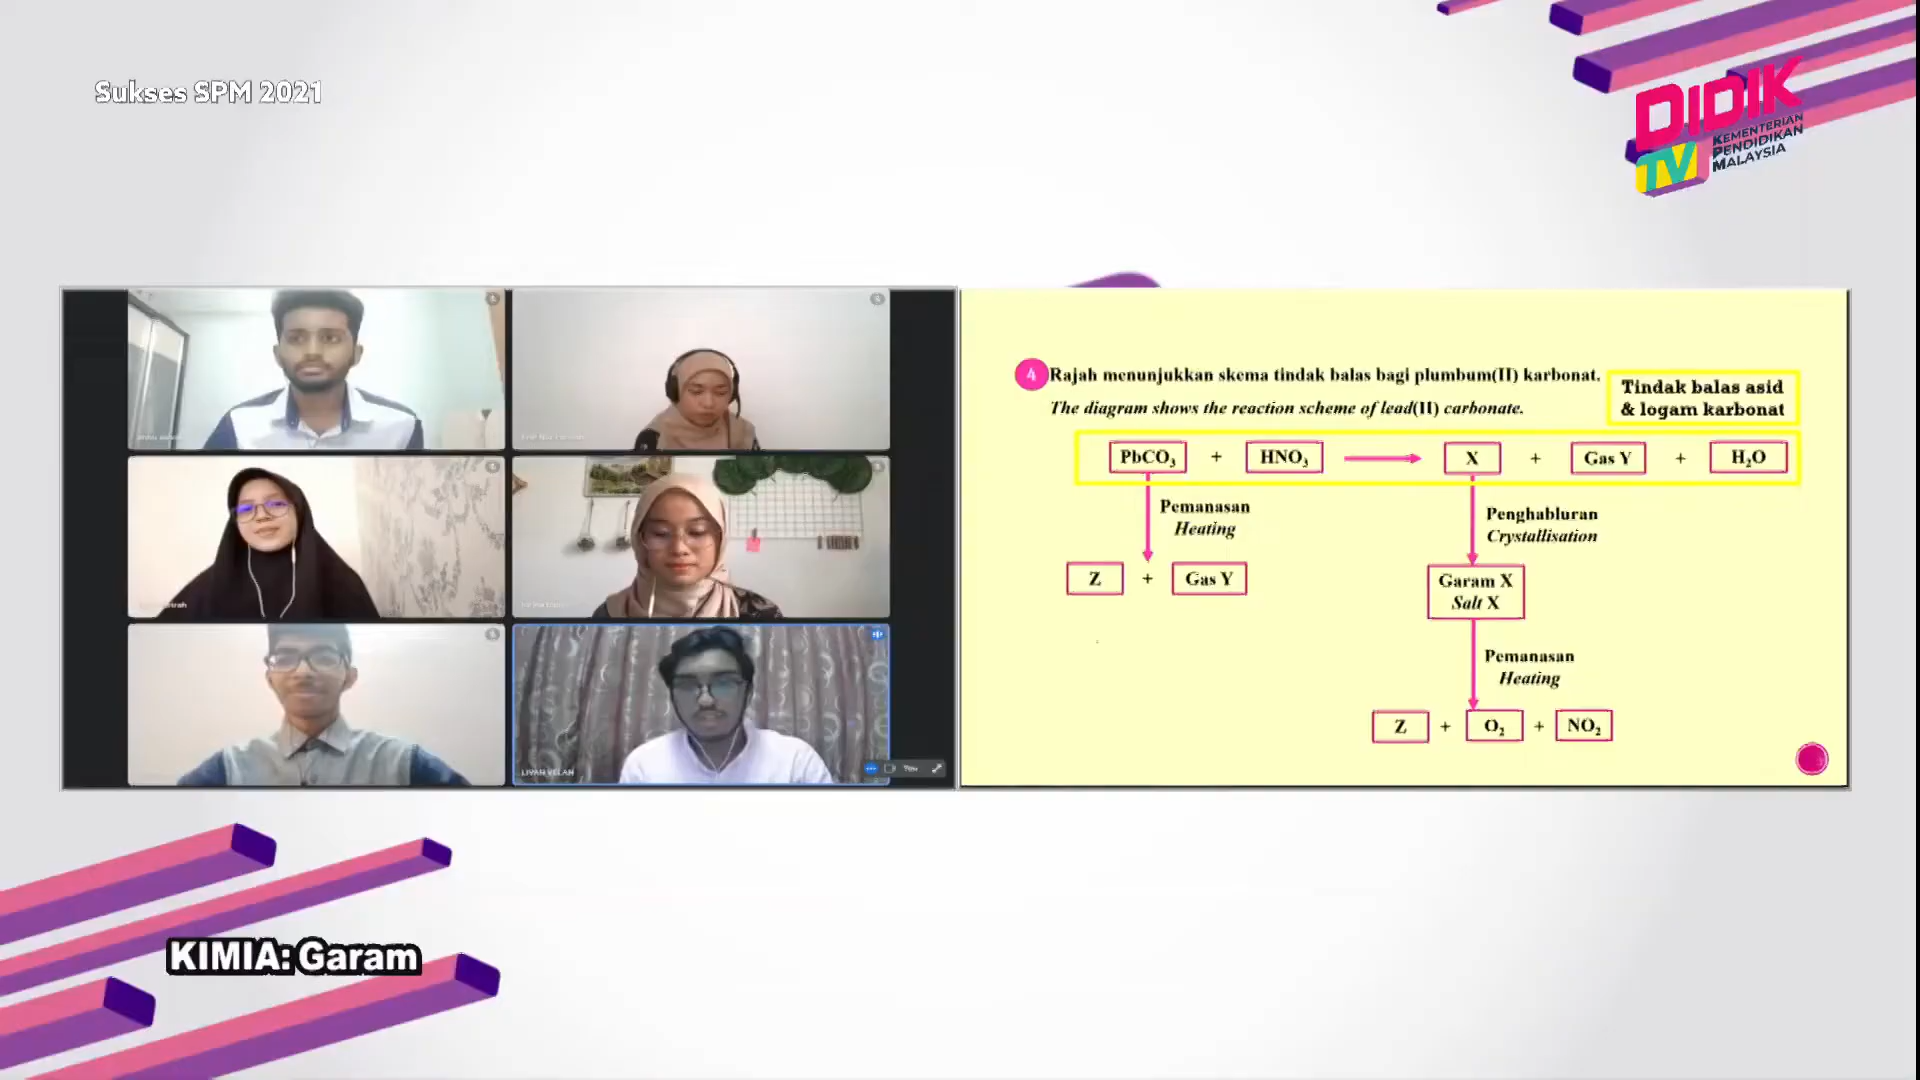 Sukses SPM 2021
DIDIK
TV
KEMENTERIAN
PENDIDIKAN
MALAYSIA
4 Rajah menunjukkan skema tindak balas bagi plumbum(II) karbonat.
The diagram shows the reaction scheme of lead(II) carbonate.
Tindak balas asid
& logam karbonat
PbCO₃ + HNO₃ X + Gas Y + H₂O
Pemanasan
Heating
Penghabluran
Crystallisation
Z + Gas Y
Garam X
Salt X
Pemanasan
Heating
Z + O₂ + NO₂
LIVAN VELAN
KIMIA: Garam